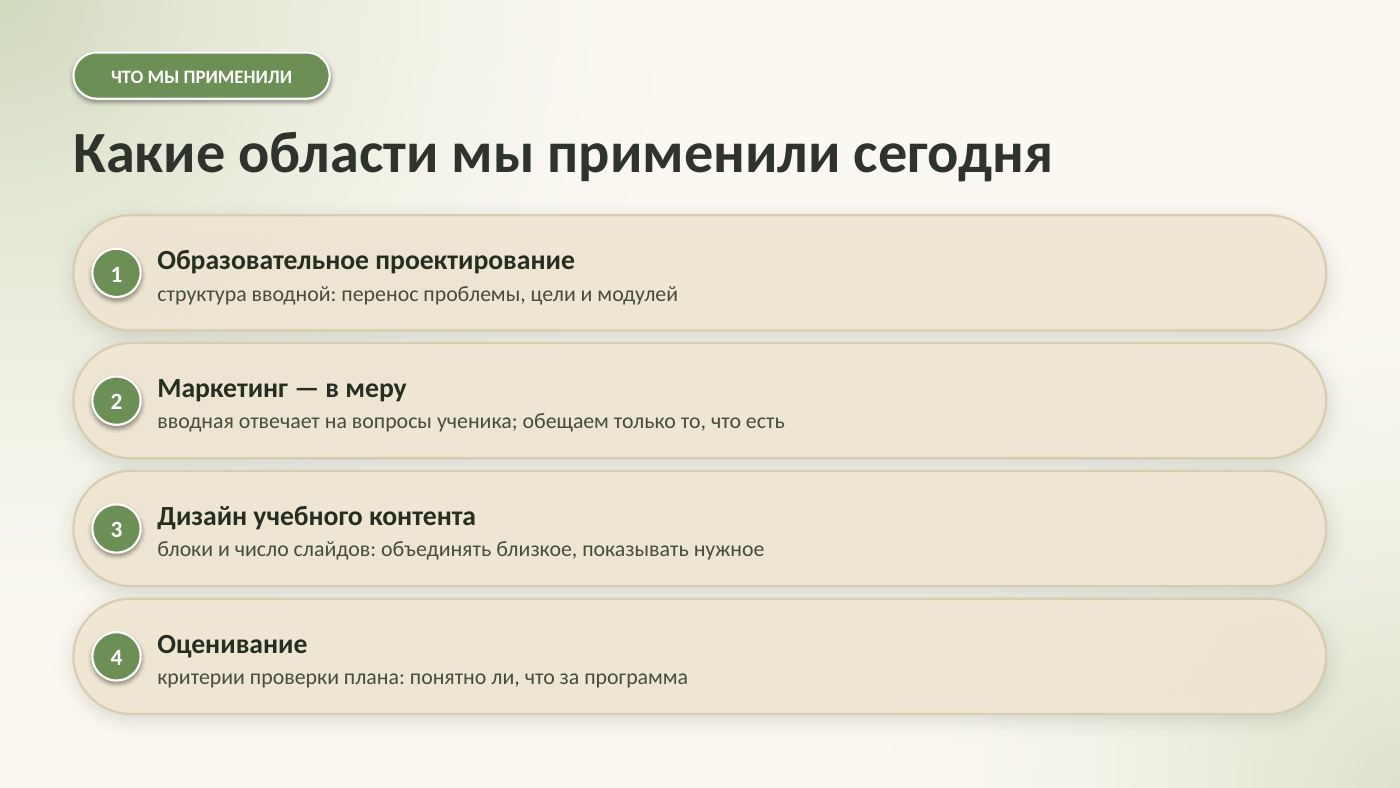 ЧТО МЫ ПРИМЕНИЛИ
Какие области мы применили сегодня
1
Образовательное проектирование
структура вводной: перенос проблемы, цели и модулей
2
Маркетинг — в меру
вводная отвечает на вопросы ученика; обещаем только то, что есть
3
Дизайн учебного контента
блоки и число слайдов: объединять близкое, показывать нужное
4
Оценивание
критерии проверки плана: понятно ли, что за программа